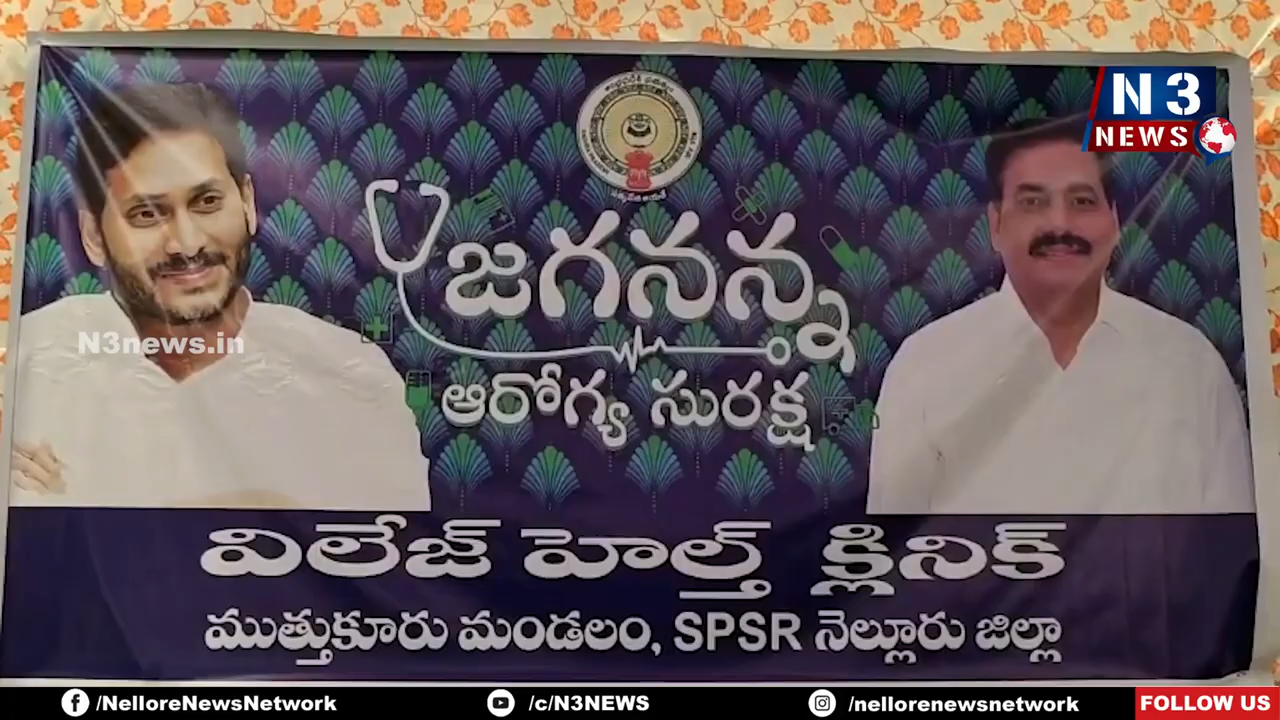 N3
NEWS
జగనన్న
ఆరోగ్య సురక్ష
N3news.in
విలేజ్ హెల్త్ క్లినిక్
ముత్తుకూరు మండలం, SPSR నెల్లూరు జిల్లా
/NelloreNewsNetwork
/c/N3NEWS
/nellorenewsnetwork
FOLLOW US